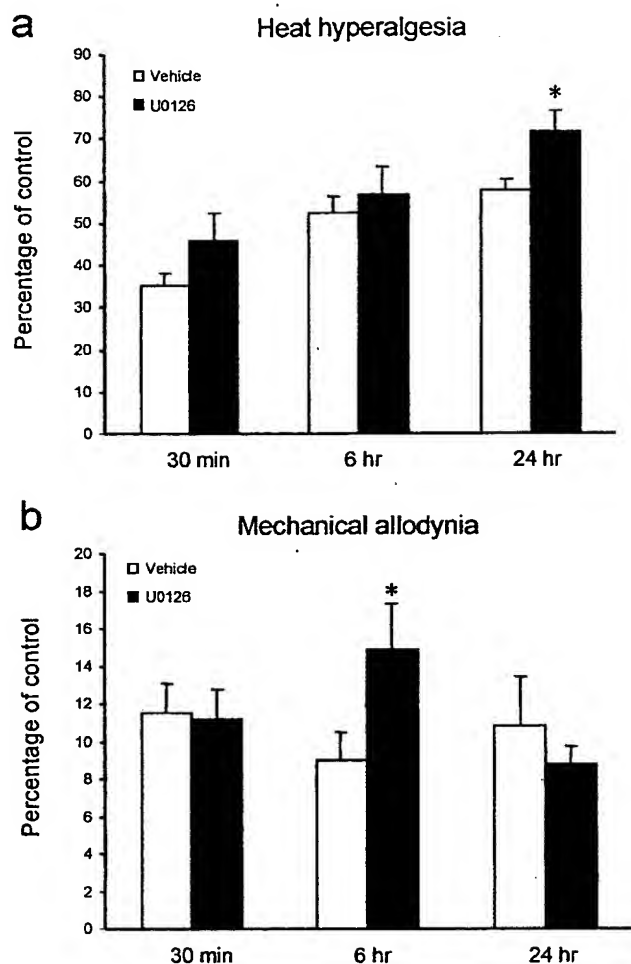 a
Heat hyperalgesia
Percentage of control
90
80
70
60
50
40
30
20
10
0
Vehicle
U0126
*
30 min 6 hr 24 hr
b
Mechanical allodynia
Percentage of control
20
18
16
14
12
10
8
6
4
2
0
Vehicle
U0126
*
30 min 6 hr 24 hr